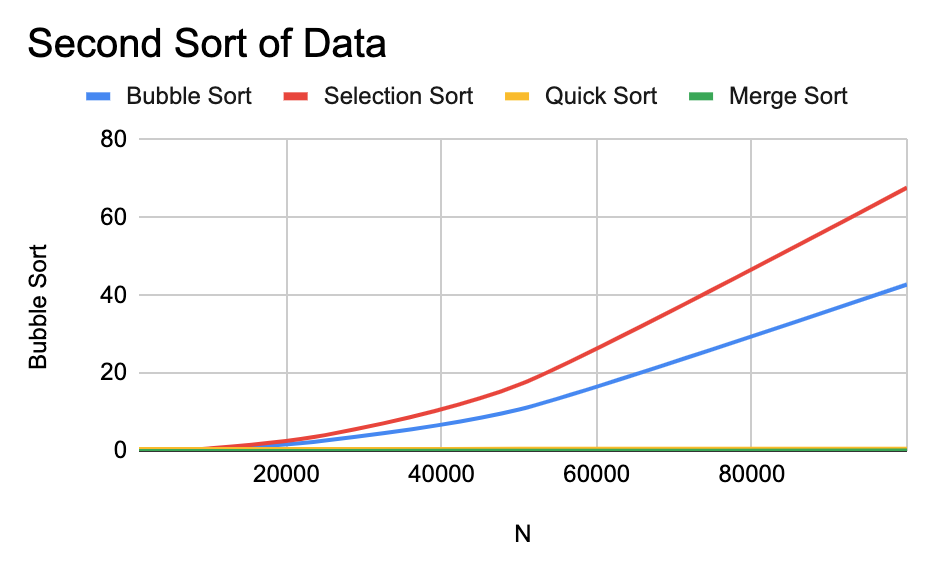 Second Sort of Data
Bubble Sort Selection Sort Quick Sort Merge Sort
80
60
40
20
0
Bubble Sort
20000 40000 60000 80000
N